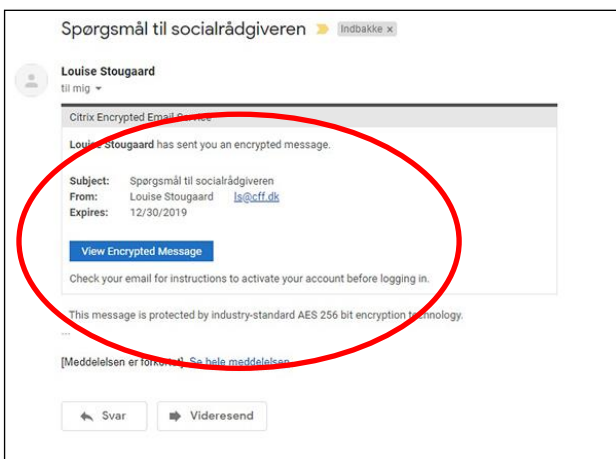 Spørgsmål til socialrådgiveren Indbakke x
Louise Stougaard
til mig
Citrix Encrypted Email Service
Louise Stougaard has sent you an encrypted message.
Subject: Spørgsmål til socialrådgiveren
From: Louise Stougaard ls@cff.dk
Expires: 12/30/2019
View Encrypted Message
Check your email for instructions to activate your account before logging in.
This message is protected by industry-standard AES 256 bit encryption technology.
...
[Meddelelsen er forkortet] Se hele meddelelsen
Svar Videresend